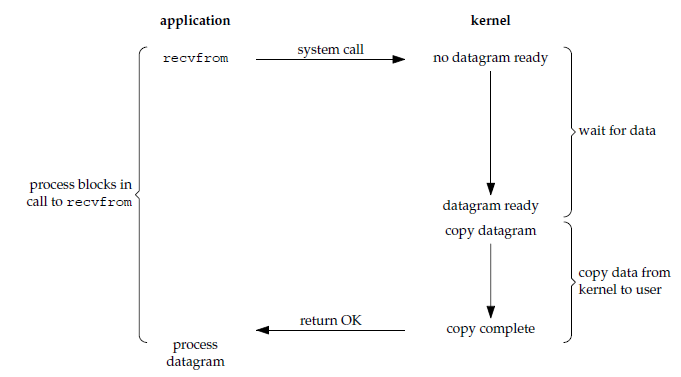 application
kernel
recvfrom
system call
no datagram ready
wait for data
process blocks in
call to recvfrom
datagram ready
copy datagram
copy data from
kernel to user
return OK
copy complete
process
datagram